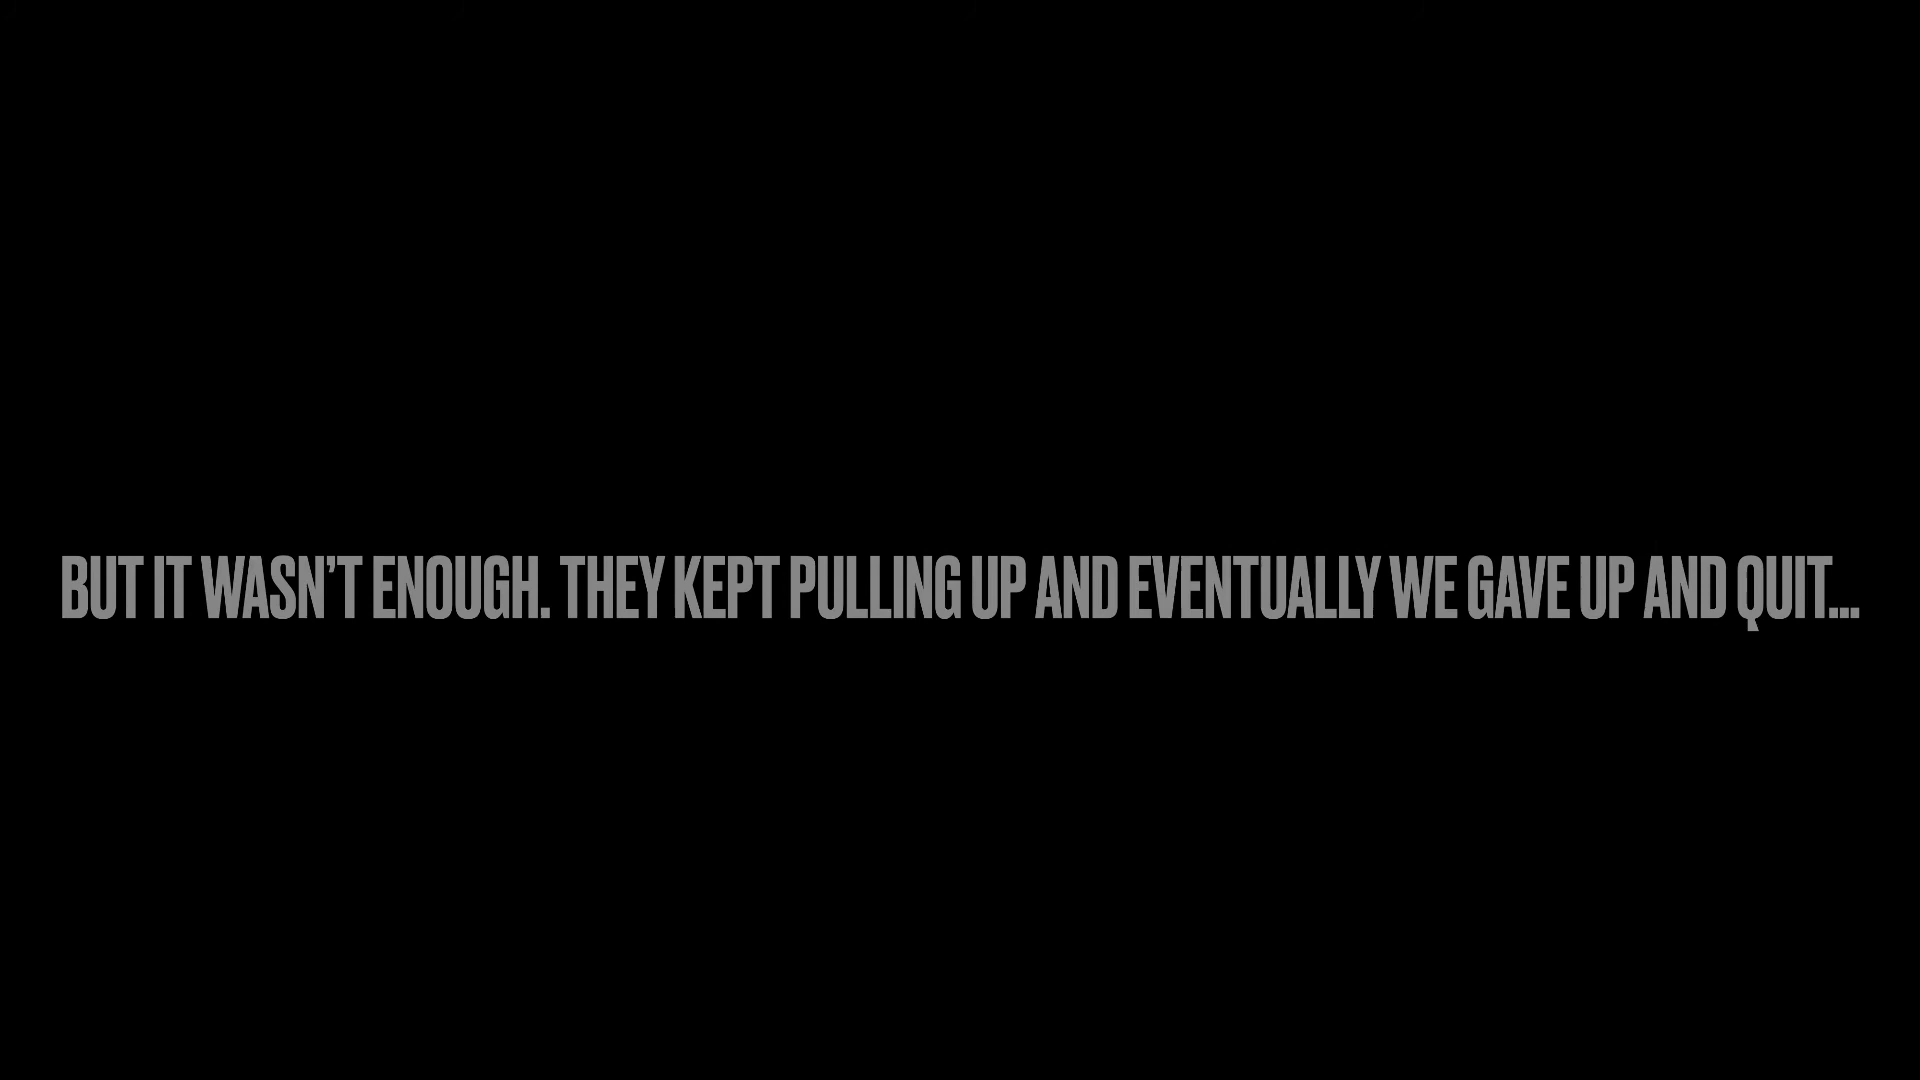 BUT IT WASN’T ENOUGH. THEY KEPT PULLING UP AND EVENTUALLY WE GAVE UP AND QUIT...